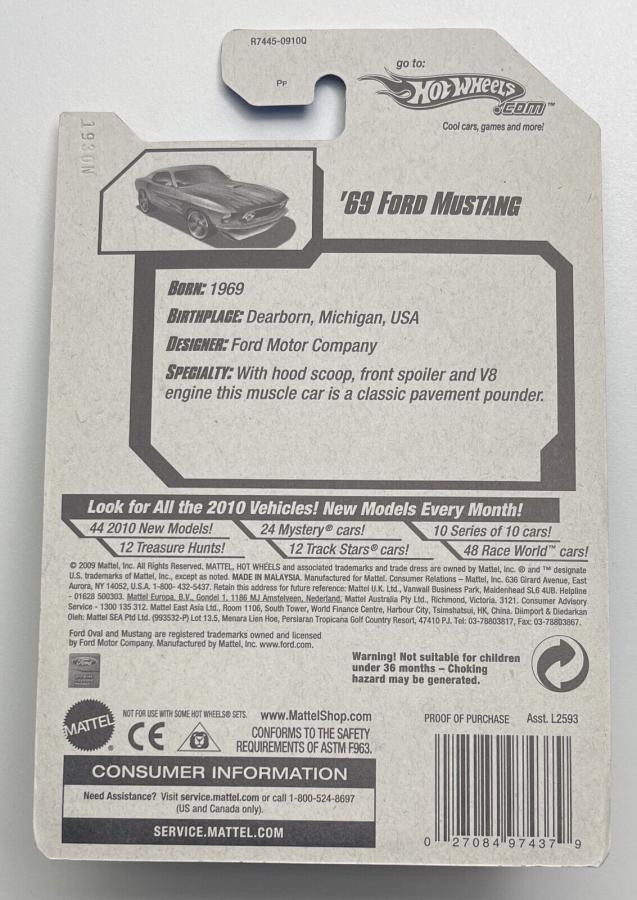 R7445-0910Q
PP
go to:
HOT WHEELS
.COM™
Cool cars, games and more!
1930N
'69 FORD MUSTANG
BORN: 1969
BIRTHPLACE: Dearborn, Michigan, USA
DESIGNER: Ford Motor Company
SPECIALTY: With hood scoop, front spoiler and V8
engine this muscle car is a classic pavement pounder.
Look for All the 2010 Vehicles! New Models Every Month!
44 2010 New Models!
24 Mystery® cars!
10 Series of 10 cars!
12 Treasure Hunts!
12 Track Stars® cars!
48 Race World™ cars!
© 2009 Mattel, Inc. All Rights Reserved. MATTEL, HOT WHEELS and associated trademarks and trade dress are owned by Mattel, Inc. ® and ™ designate
U.S. trademarks of Mattel, Inc., except as noted. MADE IN MALAYSIA. Manufactured for Mattel. Consumer Relations – Mattel, Inc. 636 Girard Avenue, East
Aurora, NY 14052, U.S.A. 1-800- 432-5437. Retain this address for future reference: Mattel U.K. Ltd., Vanwall Business Park, Maidenhead SL6 4UB. Helpline
- 01628 500303. Mattel Europa, B.V., Gondel 1, 1186 MJ Amstelveen, Nederland. Mattel Australia Pty Ltd., Richmond, Victoria. 3121. Consumer Advisory
Service - 1300 135 312. Mattel East Asia Ltd., Room 1106, South Tower, World Finance Centre, Harbour City, Tsimshatsui, HK, China. Diimport & Diedarkan
Oleh: Mattel SEA Ptd Ltd. (993532-P) Lot 13.5, Menara Lien Hoe, Persiaran Tropicana Golf Country Resort, 47410 PJ. Tel: 03-78803817, Fax: 03-78803867.
Ford Oval and Mustang are registered trademarks owned and licensed
by Ford Motor Company. Manufactured by Mattel, Inc. www.ford.com.
Ford
Warning! Not suitable for children
under 36 months – Choking
hazard may be generated.
MATTEL®
NOT FOR USE WITH SOME HOT WHEELS® SETS.
www.MattelShop.com
CE
CONFORMS TO THE SAFETY
REQUIREMENTS OF ASTM F963.
PROOF OF PURCHASE Asst. L2593
CONSUMER INFORMATION
Need Assistance? Visit service.mattel.com or call 1-800-524-8697
(US and Canada only).
SERVICE.MATTEL.COM
0 27084 97437 9